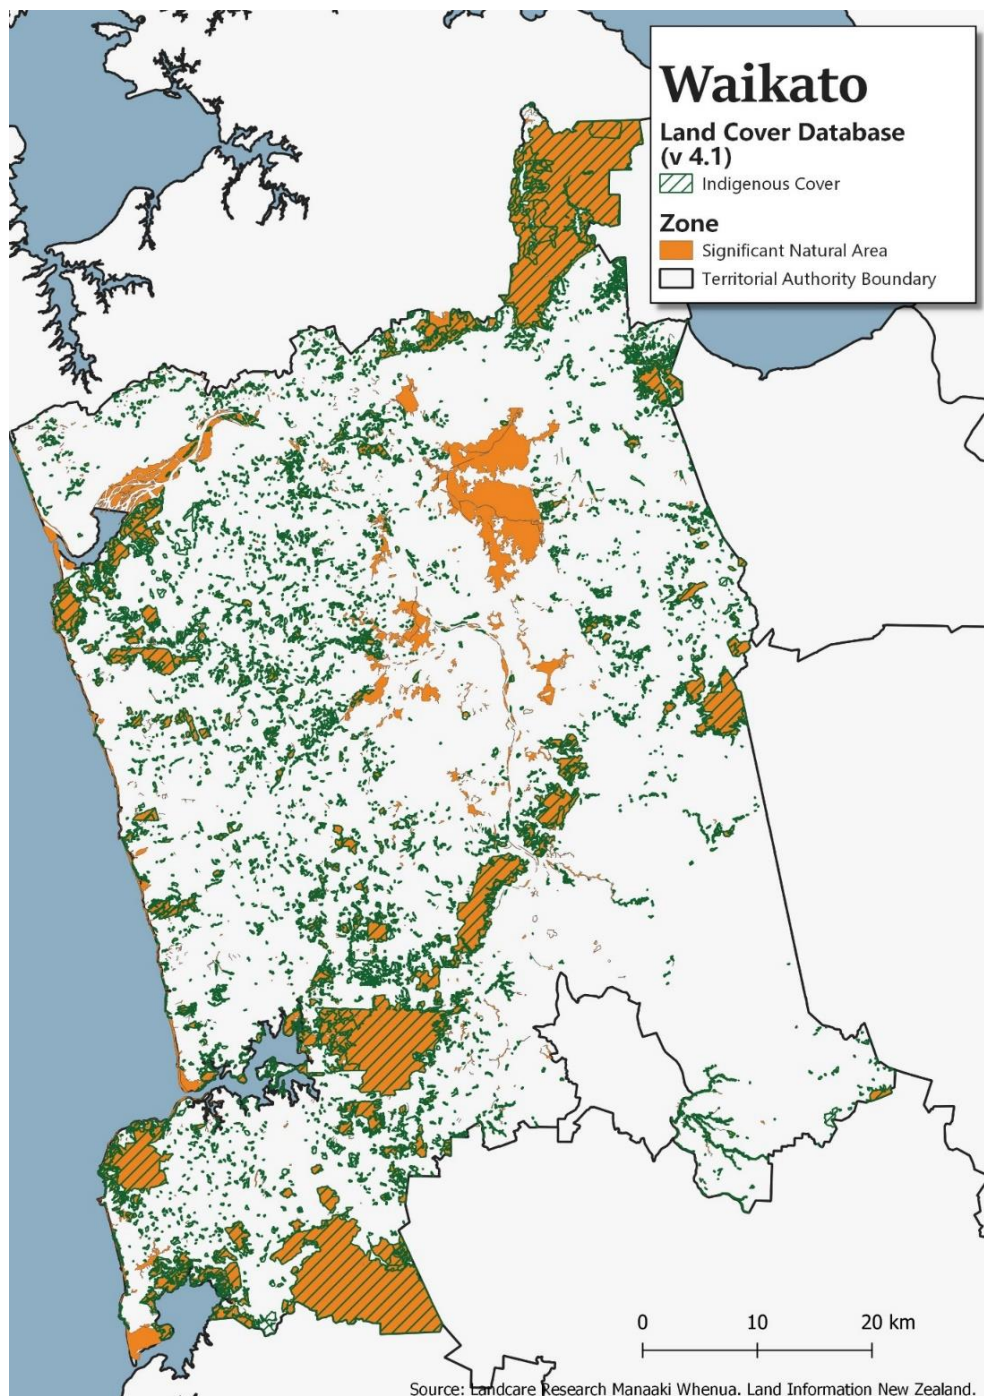 Waikato
Land Cover Database
(v 4.1)
Indigenous Cover
Zone
Significant Natural Area
Territorial Authority Boundary
0 10 20 km
Source: Landcare Research Manaaki Whenua. Land Information New Zealand.